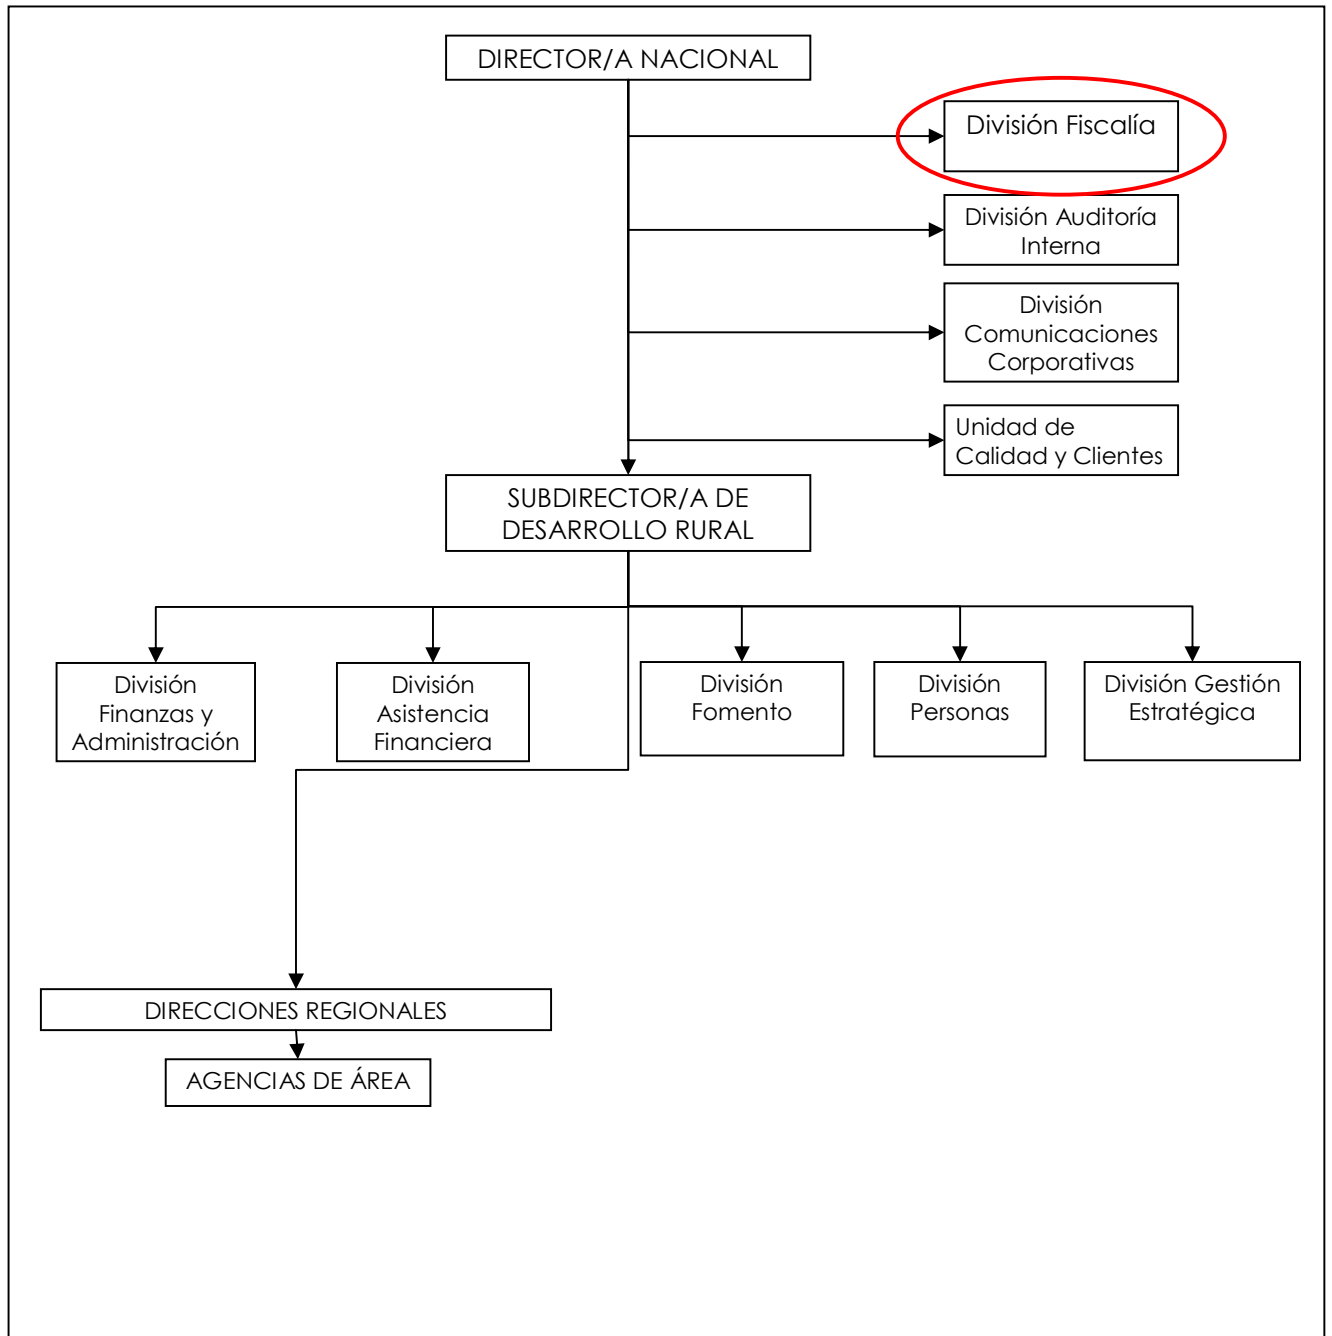 DIRECTOR/A NACIONAL
División Fiscalía
División Auditoría
Interna
División
Comunicaciones
Corporativas
Unidad de
Calidad y Clientes
SUBDIRECTOR/A DE
DESARROLLO RURAL
División
Finanzas y
Administración
División
Asistencia
Financiera
División
Fomento
División
Personas
División Gestión
Estratégica
DIRECCIONES REGIONALES
AGENCIAS DE ÁREA